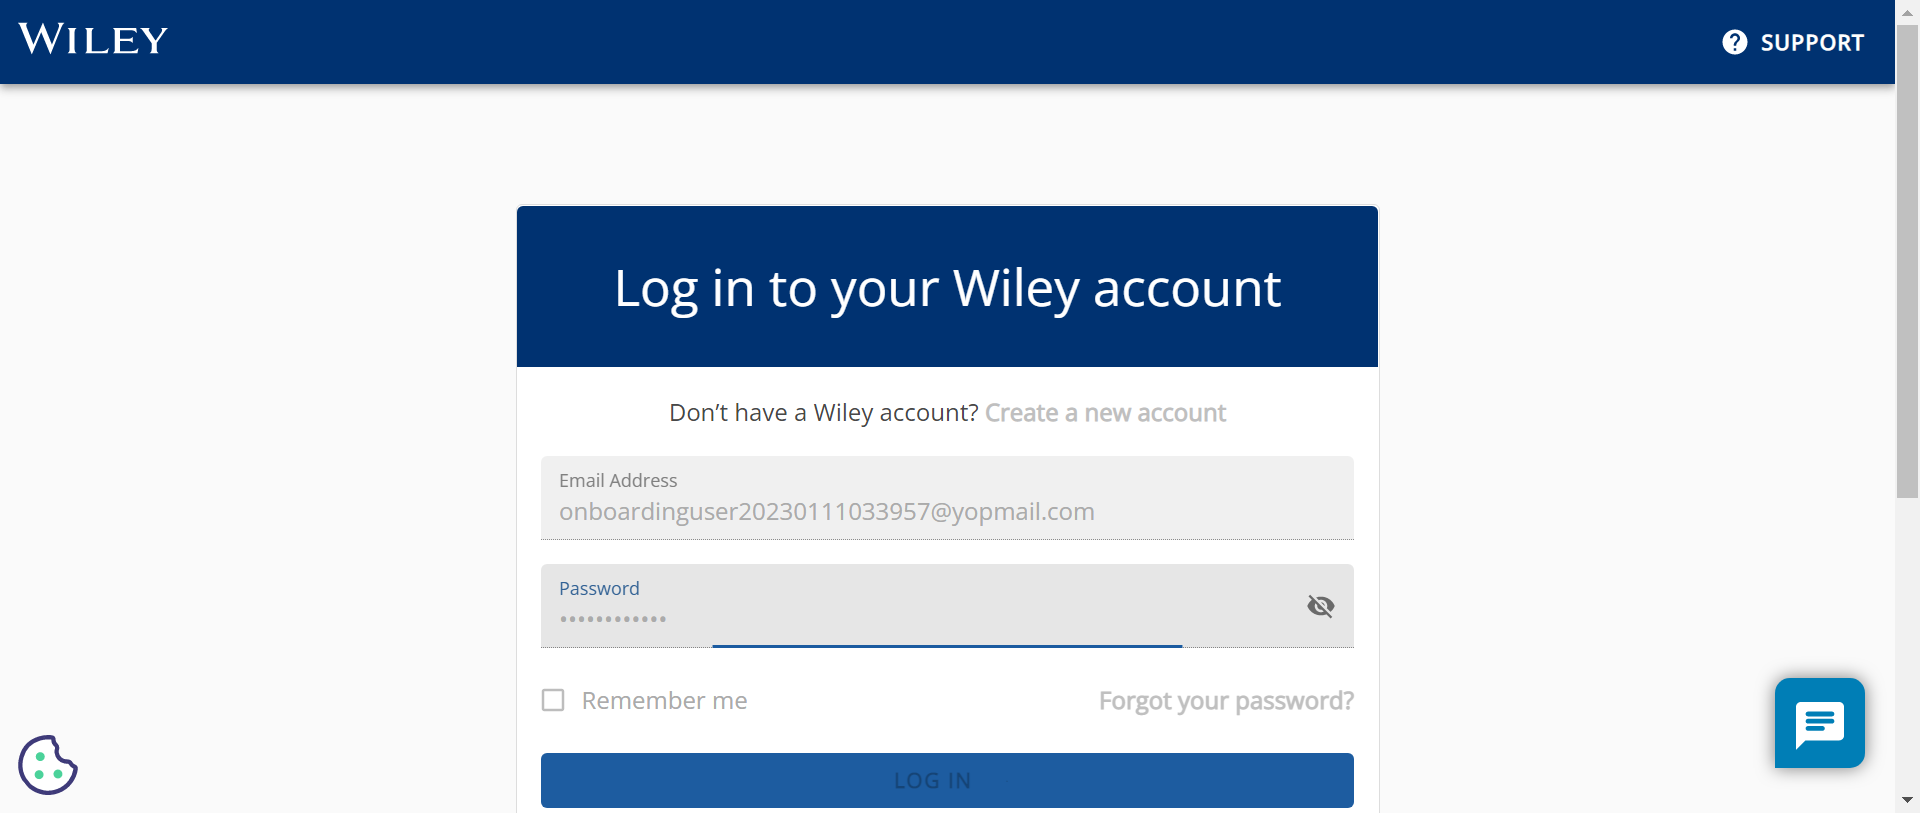 WILEY
SUPPORT
Log in to your Wiley account
Don’t have a Wiley account? Create a new account
Email Address
onboardinguser20230111033957@yopmail.com
Password
••••••••••••
Remember me
Forgot your password?
LOG IN